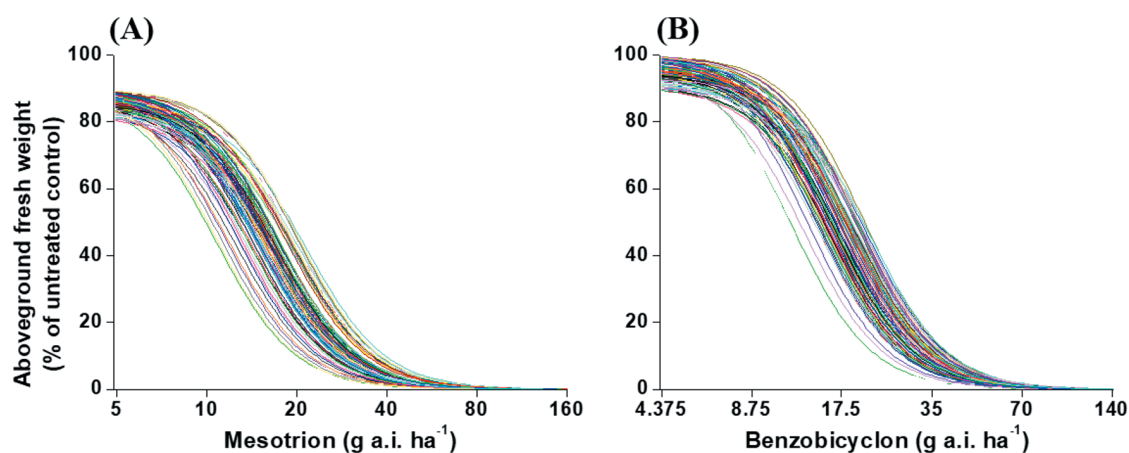 (A)
Aboveground fresh weight
(% of untreated control)
100
80
60
40
20
0
5 10 20 40 80 160
Mesotrion (g a.i. ha⁻¹)
(B)
100
80
60
40
20
0
4.375 8.75 17.5 35 70 140
Benzobicyclon (g a.i. ha⁻¹)